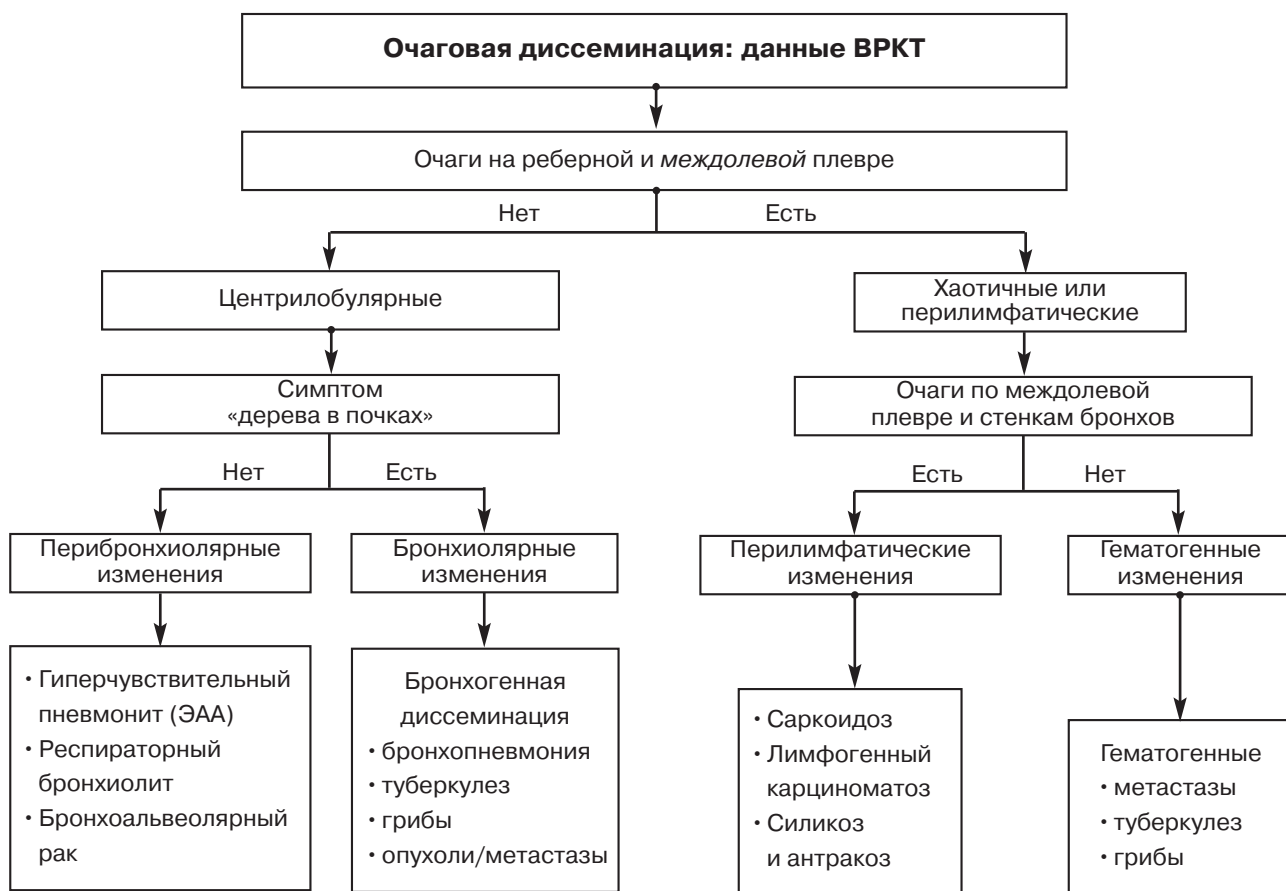 Очаговая диссеминация: данные ВРКТ
Очаги на реберной и междолевой плевре
Нет
Есть
Центрилобулярные
Хаотичные или
перилимфатические
Симптом
«дерева в почках»
Очаги по междолевой
плевре и стенкам бронхов
Нет
Есть
Есть
Нет
Перибронхиолярные
изменения
Бронхиолярные
изменения
Перилимфатические
изменения
Гематогенные
изменения
• Гиперчувствительный
пневмонит (ЭАА)
• Респираторный
бронхиолит
• Бронхоальвеолярный
рак
Бронхогенная
диссеминация
• бронхопневмония
• туберкулез
• грибы
• опухоли/метастазы
• Саркоидоз
• Лимфогенный
карциноматоз
• Силикоз
и антракоз
Гематогенные
• метастазы
• туберкулез
• грибы